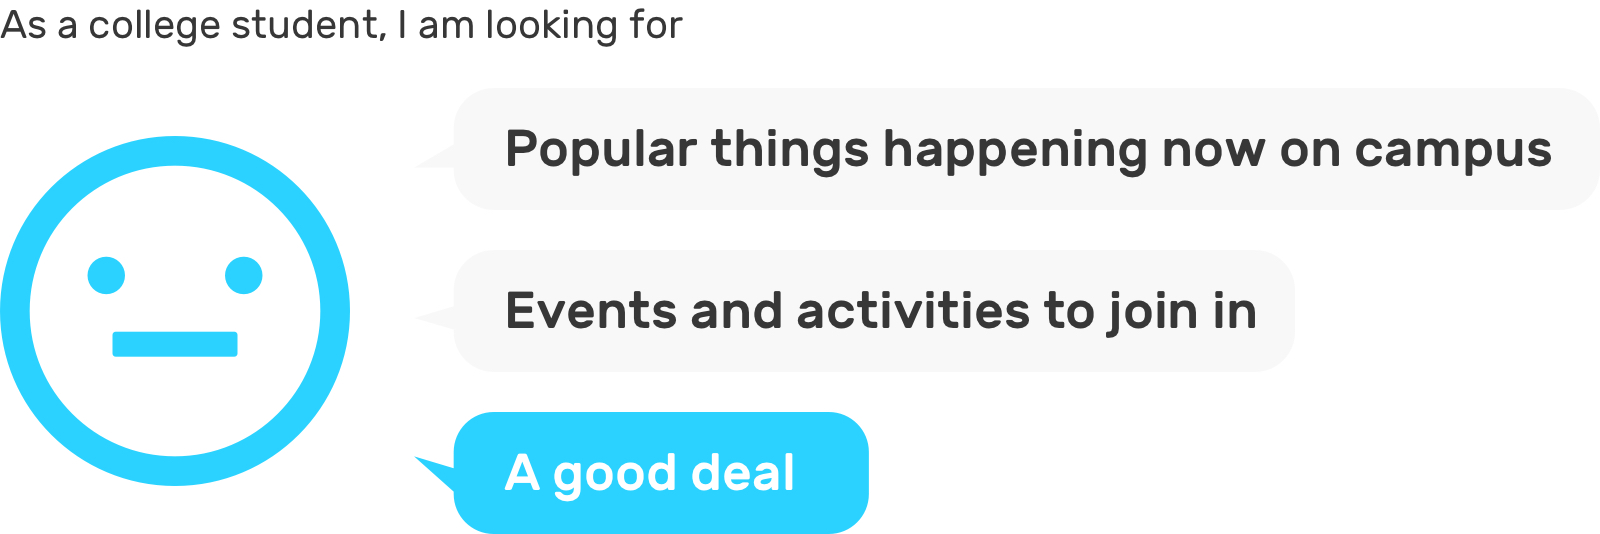 As a college student, I am looking for
Popular things happening now on campus
Events and activities to join in
A good deal